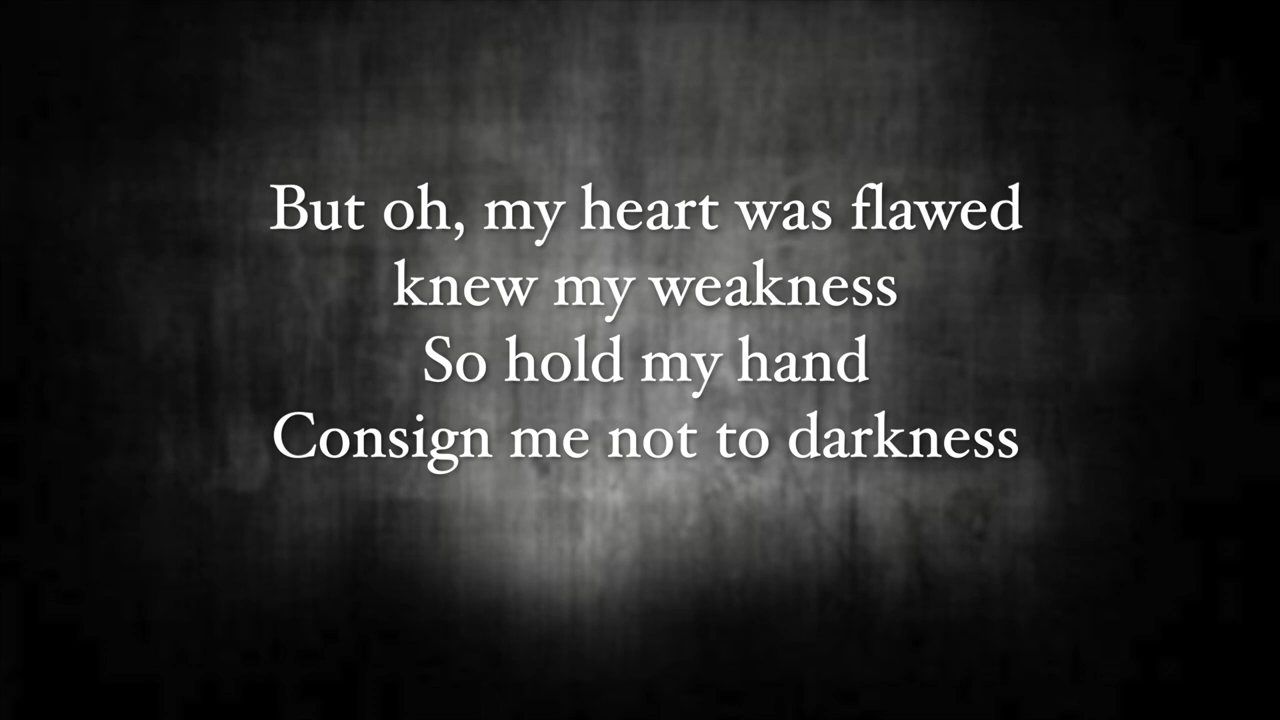 But oh, my heart was flawed
knew my weakness
So hold my hand
Consign me not to darkness